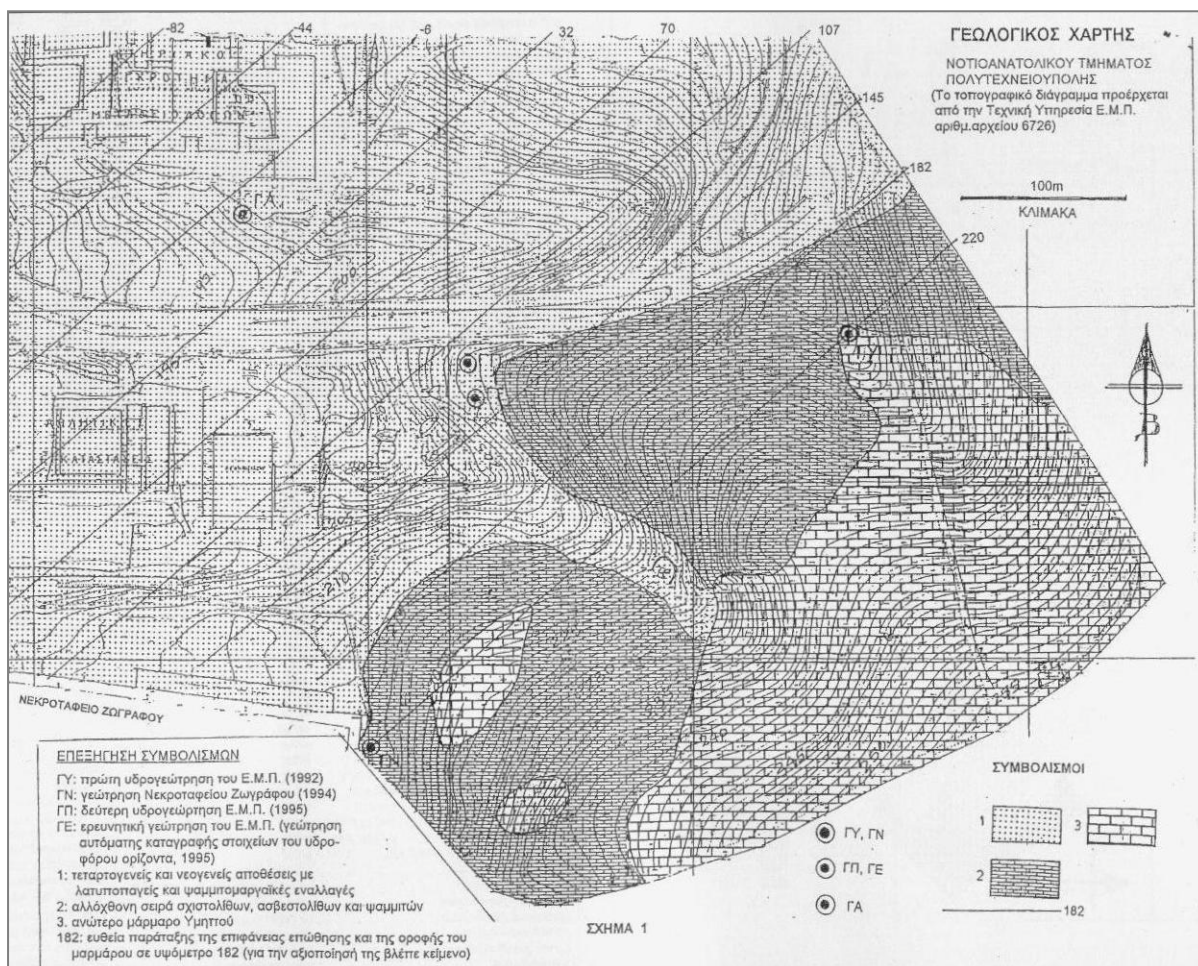 -82
-44
-6
32
70
107
145
182
220
ΓΕΩΛΟΓΙΚΟΣ ΧΑΡΤΗΣ
ΝΟΤΙΟΑΝΑΤΟΛΙΚΟΥ ΤΜΗΜΑΤΟΣ
ΠΟΛΥΤΕΧΝΕΙΟΥΠΟΛΗΣ
(Το τοπογραφικό διάγραμμα προέρχεται
από την Τεχνική Υπηρεσία Ε.Μ.Π.
αριθμ.αρχείου 6726)
100m
ΚΛΙΜΑΚΑ
ΓΑ
200
210
Β
ΓΝ
ΝΕΚΡΟΤΑΦΕΙΟ ΖΩΓΡΑΦΟΥ
ΕΠΕΞΗΓΗΣΗ ΣΥΜΒΟΛΙΣΜΩΝ
ΓΥ: πρώτη υδρογεώτρηση του Ε.Μ.Π. (1992)
ΓΝ: γεώτρηση Νεκροταφείου Ζωγράφου (1994)
ΓΠ: δεύτερη υδρογεώρτηση Ε.Μ.Π. (1995)
ΓΕ: ερευνητική γεώτρηση του Ε.Μ.Π. (γεώτρηση
αυτόματης καταγραφής στοιχείων του υδρο-
φόρου ορίζοντα, 1995)
1: τεταρτογενείς και νεογενείς αποθέσεις με
λατυποπαγείς και ψαμμιτομαργαϊκές εναλλαγές
2: αλλόχθονη σειρά σχιστολίθων, ασβεστολίθων και ψαμμιτών
3. ανώτερο μάρμαρο Υμηττού
182: ευθεία παράταξης της επιφάνειας επώθησης και της οροφής του
μαρμάρου σε υψόμετρο 182 (για την αξιοποίησή της βλέπε κείμενο)
ΣΥΜΒΟΛΙΣΜΟΙ
1
3
2
ΓΥ, ΓΝ
ΓΠ, ΓΕ
ΓΑ
182
ΣΧΗΜΑ 1